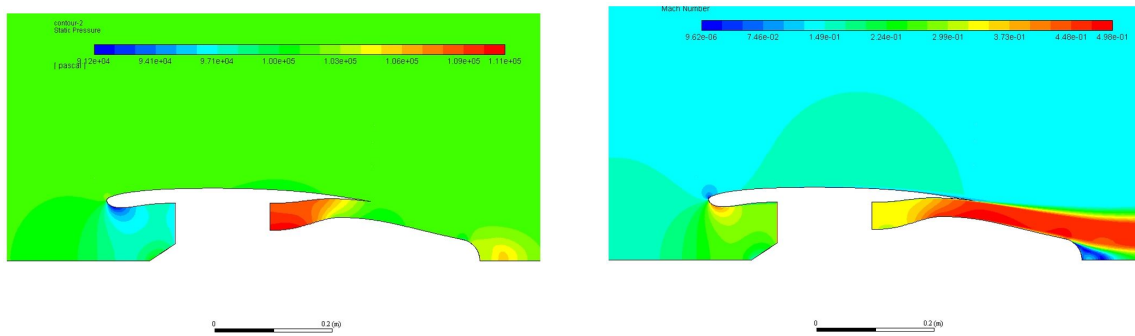 contour-2
Static Pressure
9.12e+04 9.41e+04 9.71e+04 1.00e+05 1.03e+05 1.06e+05 1.09e+05 1.11e+05
[ pascal ]
0 0.2 (m)
Mach Number
9.62e-06 7.46e-02 1.49e-01 2.24e-01 2.99e-01 3.73e-01 4.48e-01 4.98e-01
0 0.2 (m)